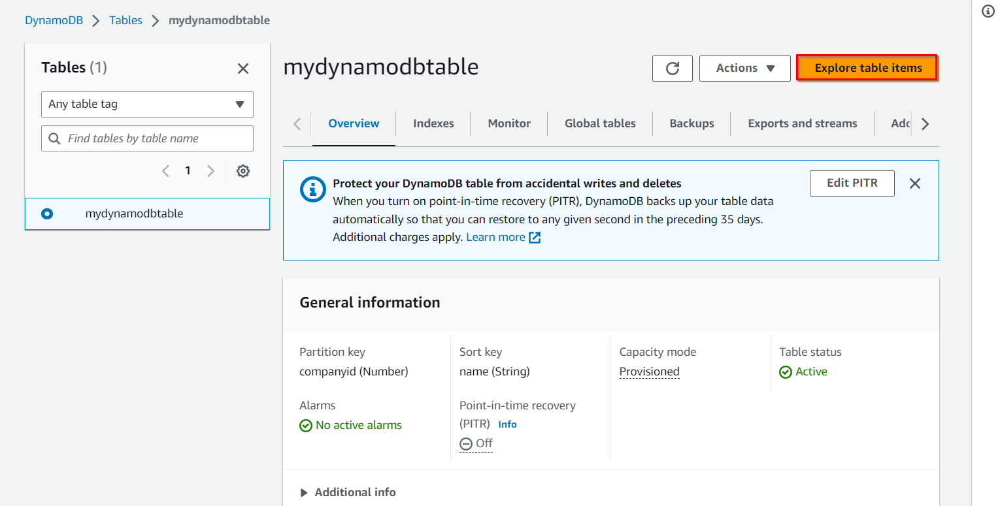 DynamoDB > Tables > mydynamodbtable
Tables (1)
Any table tag
Find tables by table name
1
mydynamodbtable
mydynamodbtable
Actions
Explore table items
Overview Indexes Monitor Global tables Backups Exports and streams
Protect your DynamoDB table from accidental writes and deletes
When you turn on point-in-time recovery (PITR), DynamoDB backs up your table data
automatically so that you can restore to any given second in the preceding 35 days.
Additional charges apply. Learn more
Edit PITR
General information
Partition key
companyid (Number)
Sort key
name (String)
Capacity mode
Provisioned
Table status
Active
Alarms
No active alarms
Point-in-time recovery
(PITR) Info
Off
Additional info